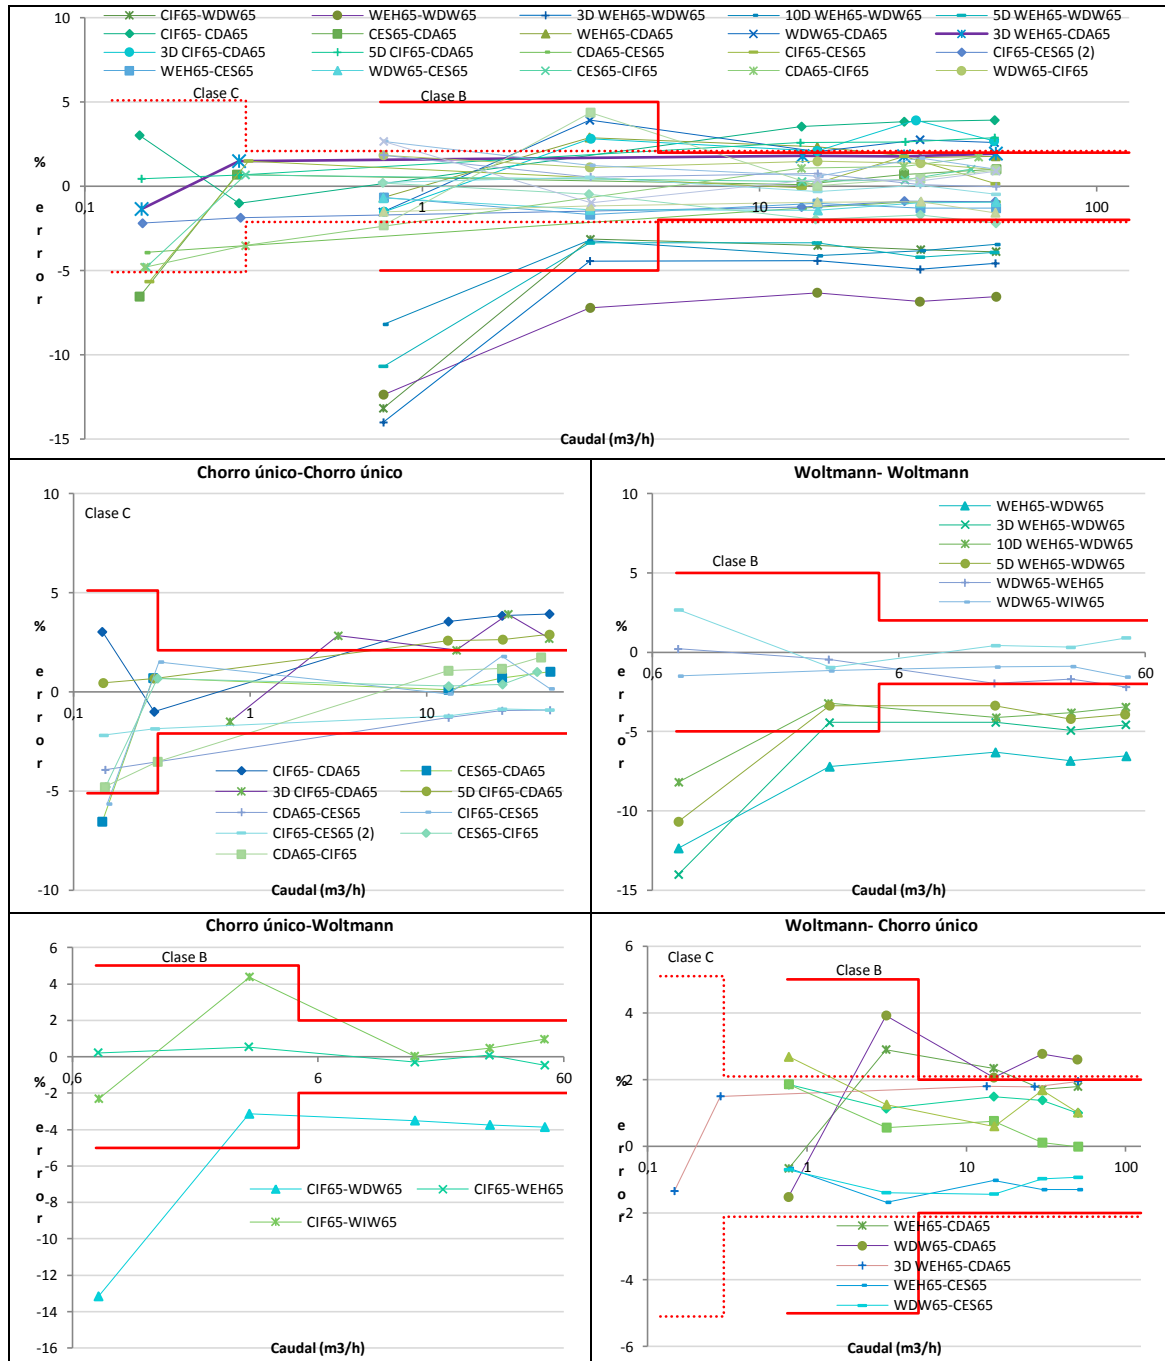 CIF65-WDW65 WEH65-WDW65 3D WEH65-WDW65 10D WEH65-WDW65 5D WEH65-WDW65
CIF65- CDA65 CES65-CDA65 WEH65-CDA65 WDW65-CDA65 3D WEH65-CDA65
3D CIF65-CDA65 5D CIF65-CDA65 CDA65-CES65 CIF65-CES65 CIF65-CES65 (2)
WEH65-CES65 WDW65-CES65 CES65-CIF65 CDA65-CIF65 WDW65-CIF65
10
5
0
-5
-10
-15
% error
Clase C
Clase B
0,1 1 10 100
Caudal (m3/h)
Chorro único-Chorro único
10
5
0
-5
-10
% error
Clase C
0,1 1 10
CIF65- CDA65 CES65-CDA65
3D CIF65-CDA65 5D CIF65-CDA65
CDA65-CES65 CIF65-CES65
CIF65-CES65 (2) CES65-CIF65
CDA65-CIF65
Caudal (m3/h)
Woltmann- Woltmann
10
5
0
-5
-10
-15
% error
WEH65-WDW65
3D WEH65-WDW65
10D WEH65-WDW65
5D WEH65-WDW65
WDW65-WEH65
WDW65-WIW65
Clase B
0,6 6 60
Caudal (m3/h)
Chorro único-Woltmann
6
4
2
0
-2
-4
-6
-8
-10
-12
-14
-16
% error
Clase B
0,6 6 60
CIF65-WDW65 CIF65-WEH65
CIF65-WIW65
Caudal (m3/h)
Woltmann- Chorro único
6
4
2
0
-2
-4
-6
% error
Clase C
Clase B
0,1 1 10 100
WEH65-CDA65
WDW65-CDA65
3D WEH65-CDA65
WEH65-CES65
WDW65-CES65
Caudal (m3/h)